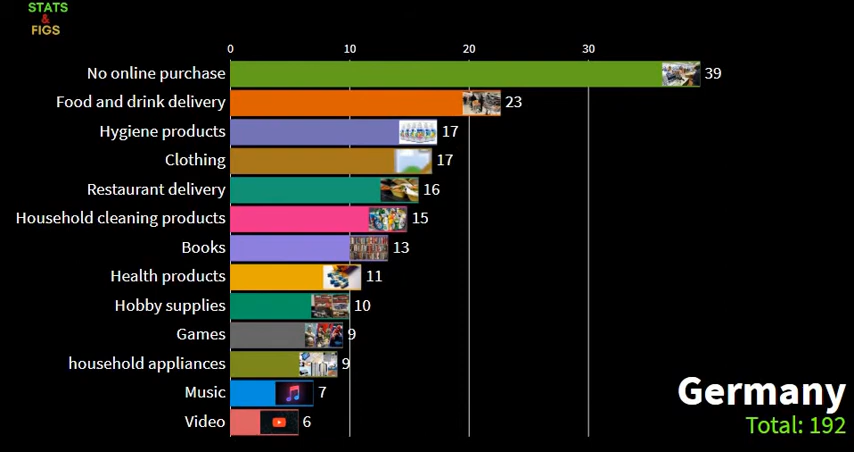 STATS
&
FIGS
0 10 20 30
No online purchase 39
Food and drink delivery 23
Hygiene products 17
Clothing 17
Restaurant delivery 16
Household cleaning products 15
Books 13
Health products 11
Hobby supplies 10
Games 9
household appliances 9
Music 7
Video 6
Germany
Total: 192